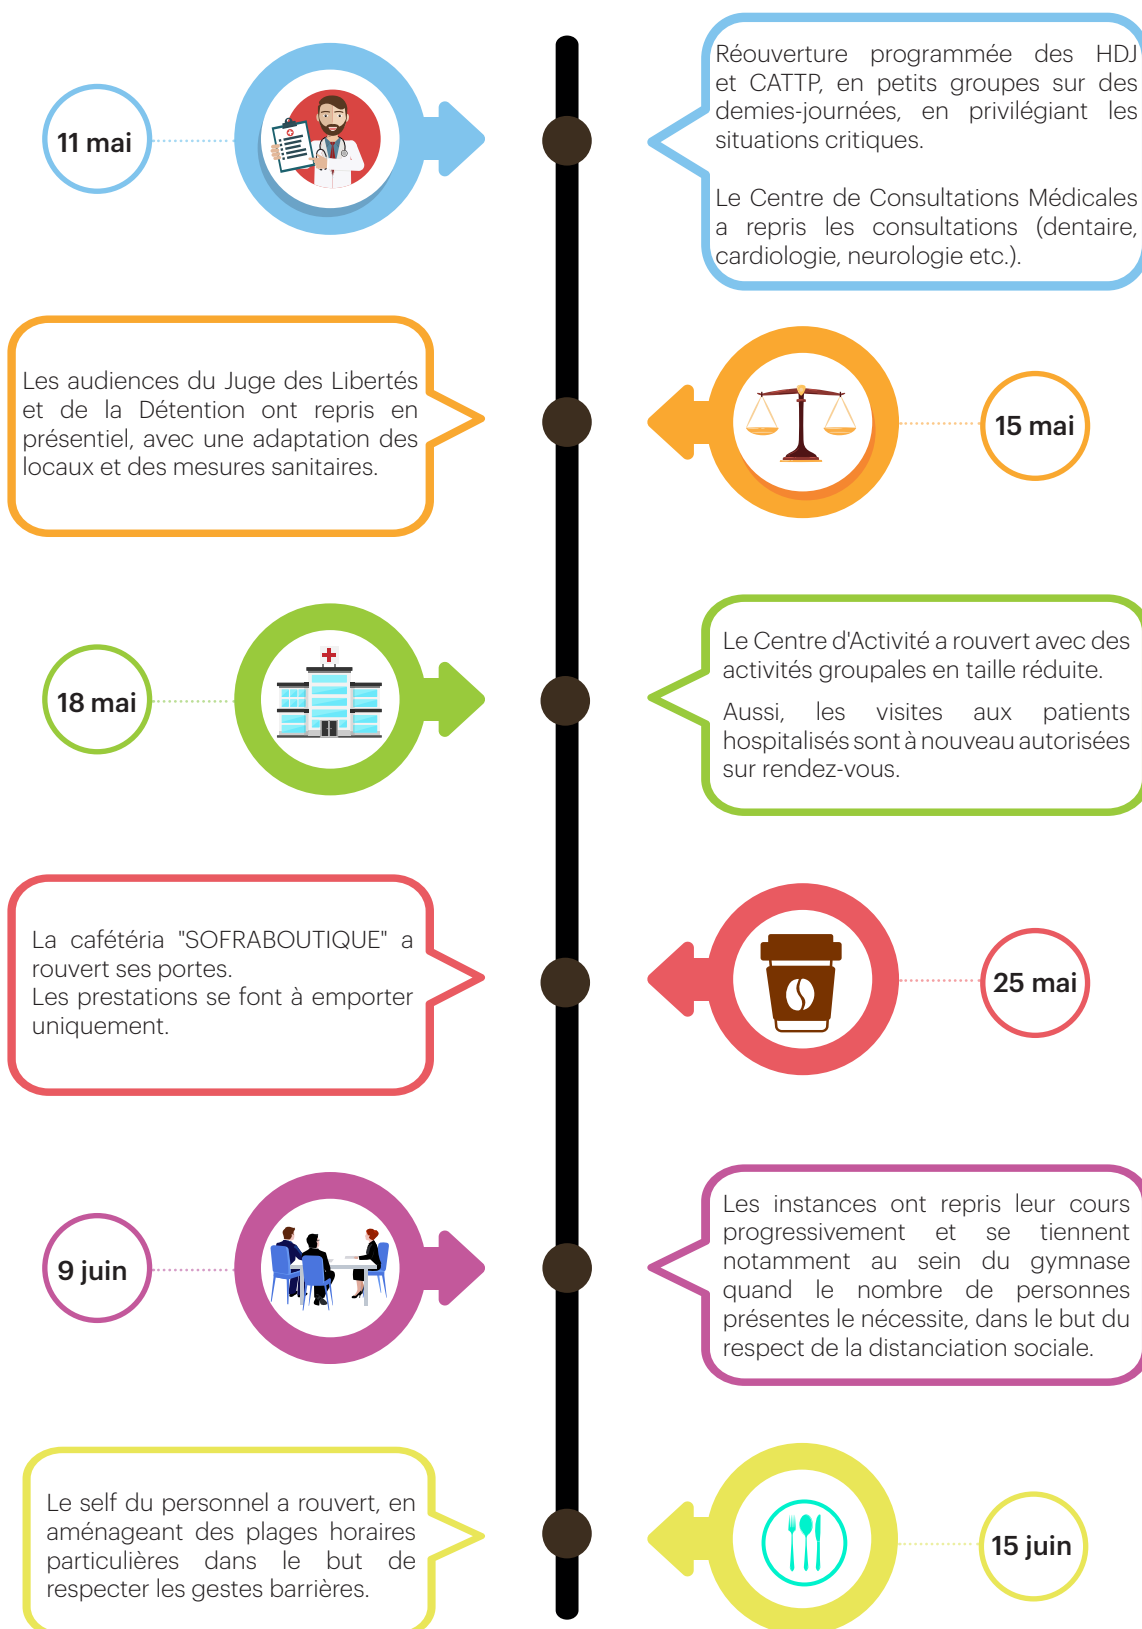 11 mai
Réouverture programmée des HDJ
et CATTP, en petits groupes sur des
demies-journées, en privilégiant les
situations critiques.
Le Centre de Consultations Médicales
a repris les consultations (dentaire,
cardiologie, neurologie etc.).
Les audiences du Juge des Libertés
et de la Détention ont repris en
présentiel, avec une adaptation des
locaux et des mesures sanitaires.
15 mai
18 mai
Le Centre d'Activité a rouvert avec des
activités groupales en taille réduite.
Aussi, les visites aux patients
hospitalisés sont à nouveau autorisées
sur rendez-vous.
La cafétéria "SOFRABOUTIQUE" a
rouvert ses portes.
Les prestations se font à emporter
uniquement.
25 mai
9 juin
Les instances ont repris leur cours
progressivement et se tiennent
notamment au sein du gymnase
quand le nombre de personnes
présentes le nécessite, dans le but du
respect de la distanciation sociale.
Le self du personnel a rouvert, en
aménageant des plages horaires
particulières dans le but de
respecter les gestes barrières.
15 juin